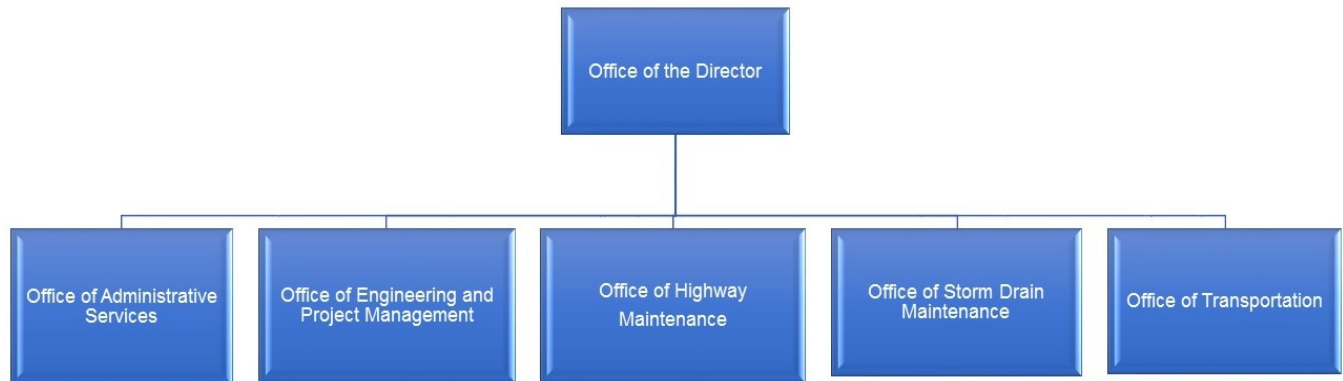 Office of the Director
Office of Administrative
Services
Office of Engineering and
Project Management
Office of Highway
Maintenance
Office of Storm Drain
Maintenance
Office of Transportation